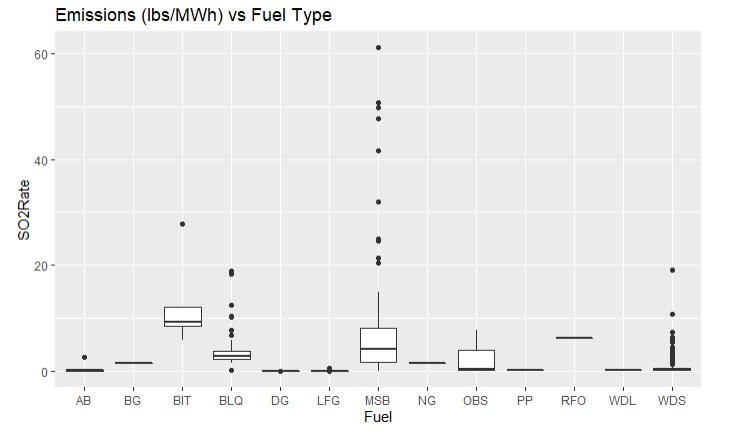 Emissions (lbs/MWh) vs Fuel Type
60
40
20
0
SO2Rate
AB BG BIT BLQ DG LFG MSB NG OBS PP RFO WDL WDS
Fuel